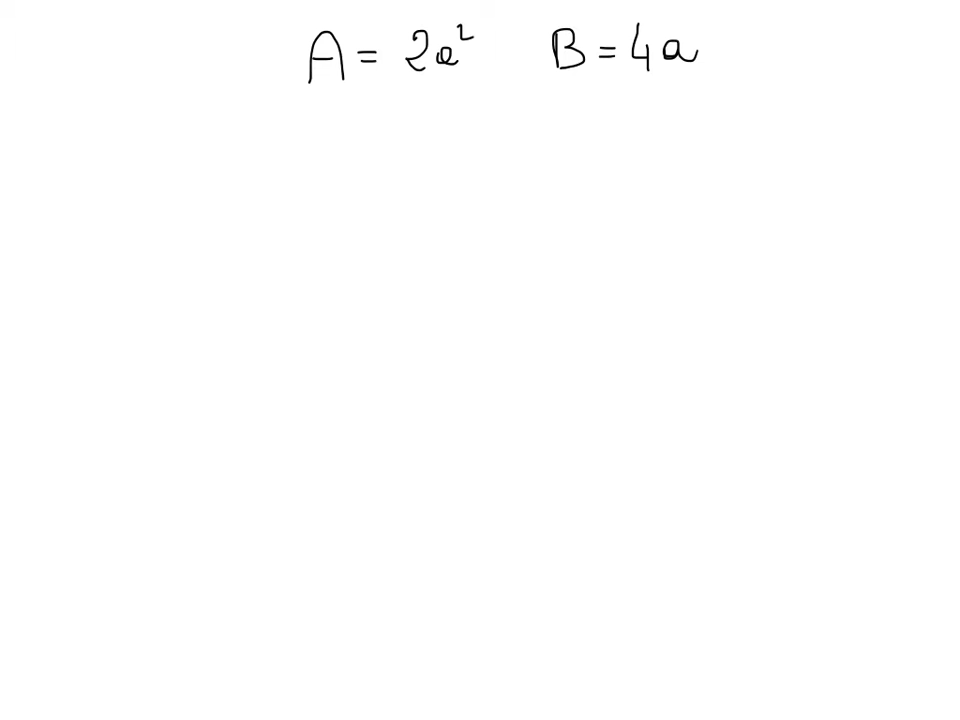 A = 2a² B = 4a